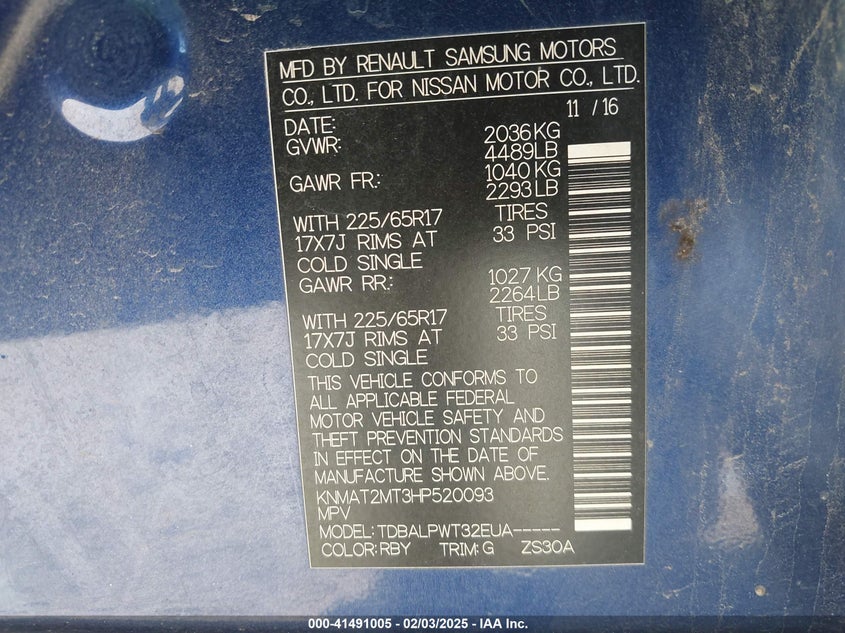 MFD BY RENAULT SAMSUNG MOTORS
CO., LTD. FOR NISSAN MOTOR CO., LTD.
DATE: 11 / 16
GVWR: 2036KG
4489LB
GAWR FR.: 1040 KG
2293LB
WITH 225/65R17 TIRES
17X7J RIMS AT 33 PSI
COLD SINGLE
GAWR RR.: 1027 KG
2264LB
WITH 225/65R17 TIRES
17X7J RIMS AT 33 PSI
COLD SINGLE
THIS VEHICLE CONFORMS TO
ALL APPLICABLE FEDERAL
MOTOR VEHICLE SAFETY AND
THEFT PREVENTION STANDARDS
IN EFFECT ON THE DATE OF
MANUFACTURE SHOWN ABOVE.
KNMAT2MT3HP520093
MPV
MODEL:TDBALPWT32EUA-----
COLOR:RBY TRIM:G ZS30A
000-41491005 - 02/03/2025 - IAA Inc.